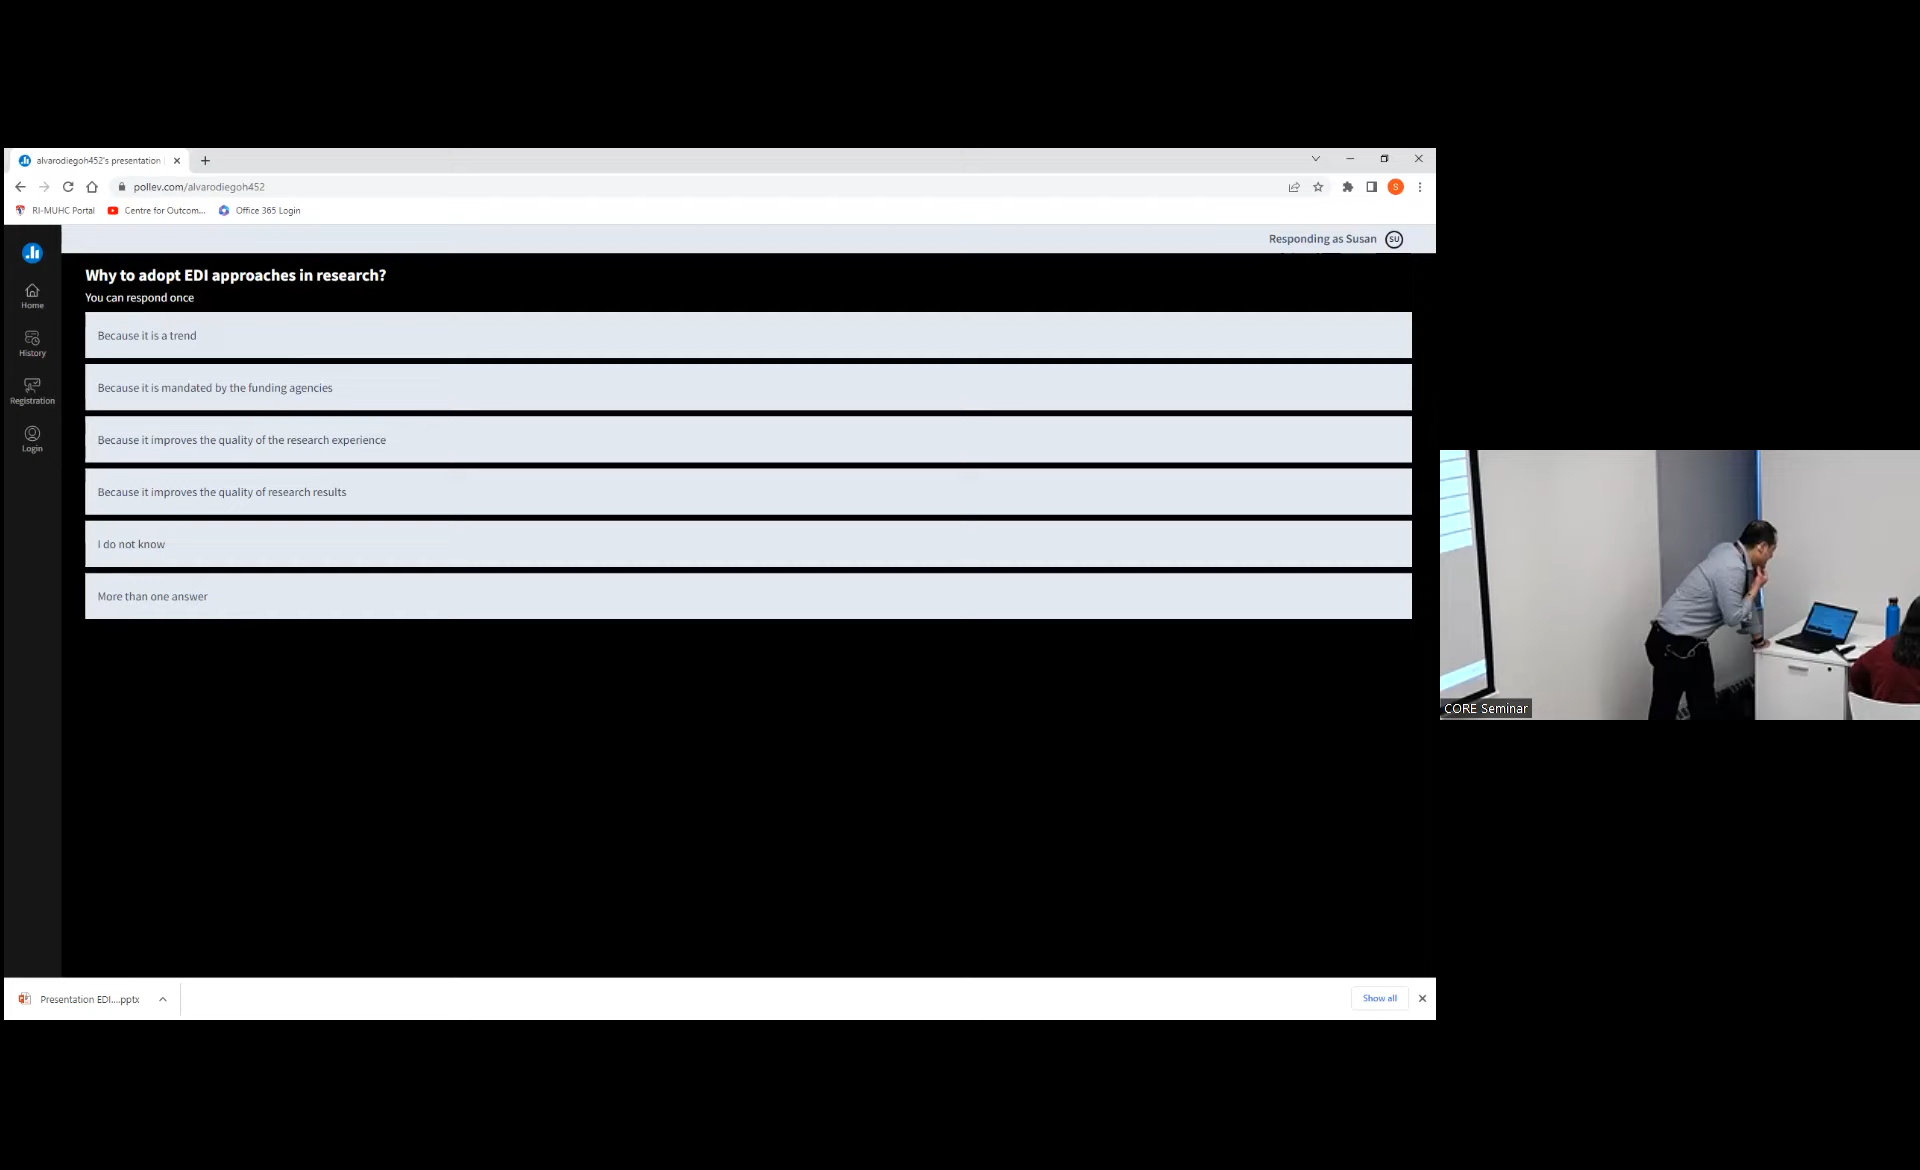 alvarodiegoh452's presentation
pollev.com/alvarodiegoh452
S
RI-MUHC Portal
Centre for Outcom...
Office 365 Login
Responding as Susan
SU
Home
History
Registration
Login
Why to adopt EDI approaches in research?
You can respond once
Because it is a trend
Because it is mandated by the funding agencies
Because it improves the quality of the research experience
Because it improves the quality of research results
I do not know
More than one answer
CORE Seminar
Presentation EDI....pptx
Show all